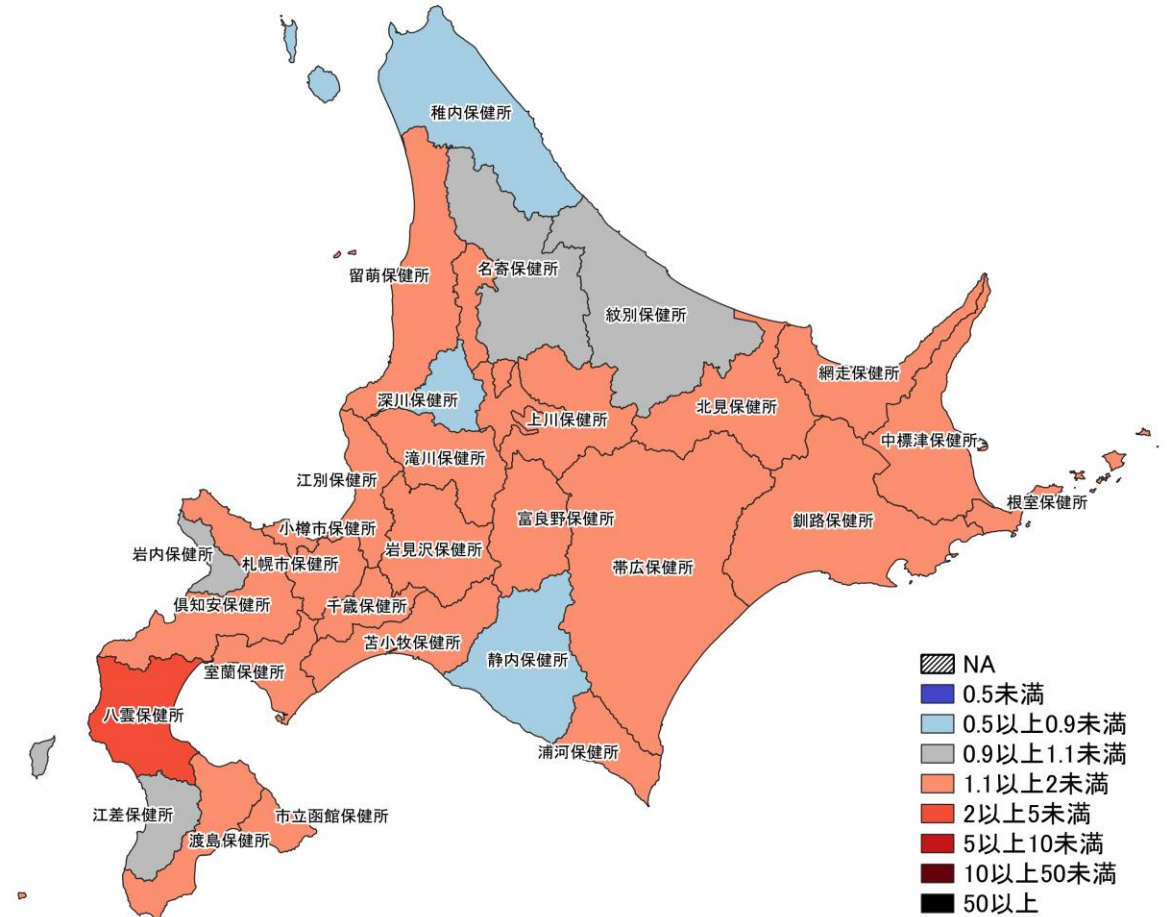 稚内保健所
名寄保健所
留萌保健所
紋別保健所
網走保健所
深川保健所
北見保健所
上川保健所
中標津保健所
滝川保健所
江別保健所
根室保健所
富良野保健所
釧路保健所
小樽市保健所
岩見沢保健所
岩内保健所
札幌市保健所
帯広保健所
倶知安保健所
千歳保健所
苫小牧保健所
静内保健所
室蘭保健所
八雲保健所
浦河保健所
江差保健所
市立函館保健所
渡島保健所
NA
0.5未満
0.5以上0.9未満
0.9以上1.1未満
1.1以上2未満
2以上5未満
5以上10未満
10以上50未満
50以上